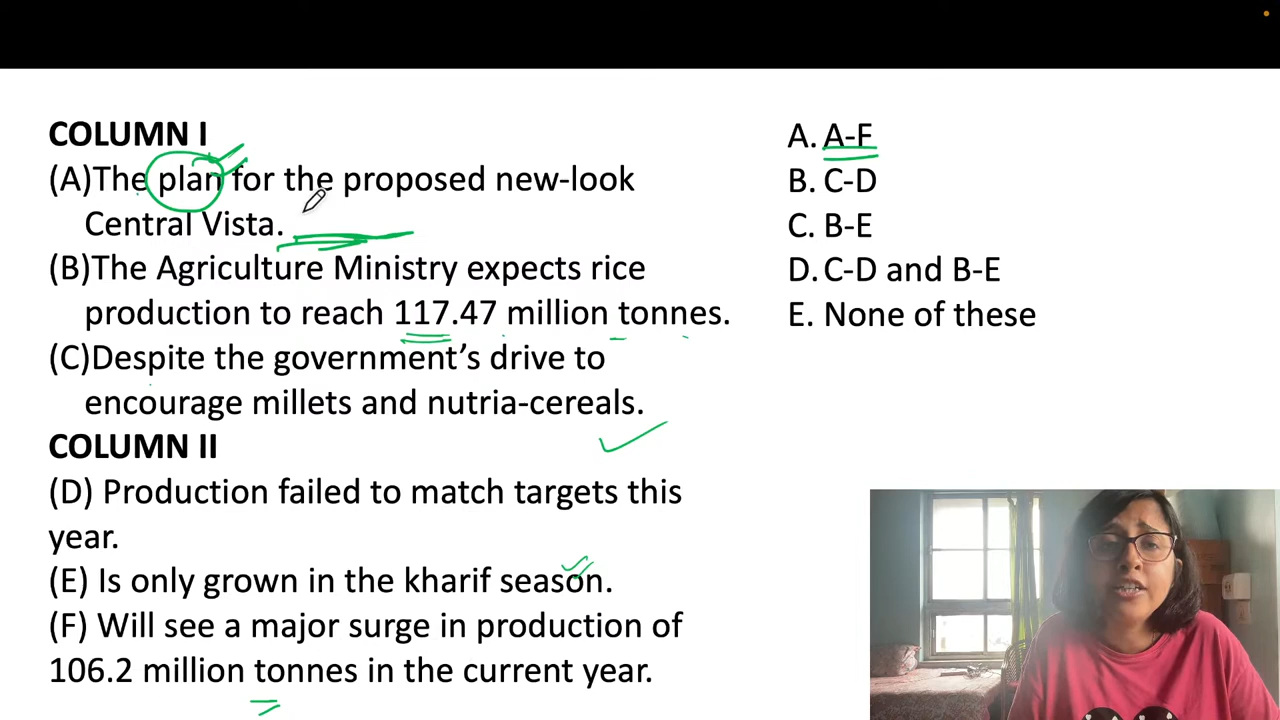 COLUMN I
(A)The plan for the proposed new-look
Central Vista.
(B)The Agriculture Ministry expects rice
production to reach 117.47 million tonnes.
(C)Despite the government’s drive to
encourage millets and nutria-cereals.
COLUMN II
(D) Production failed to match targets this
year.
(E) Is only grown in the kharif season.
(F) Will see a major surge in production of
106.2 million tonnes in the current year.
A. A-F
B. C-D
C. B-E
D. C-D and B-E
E. None of these